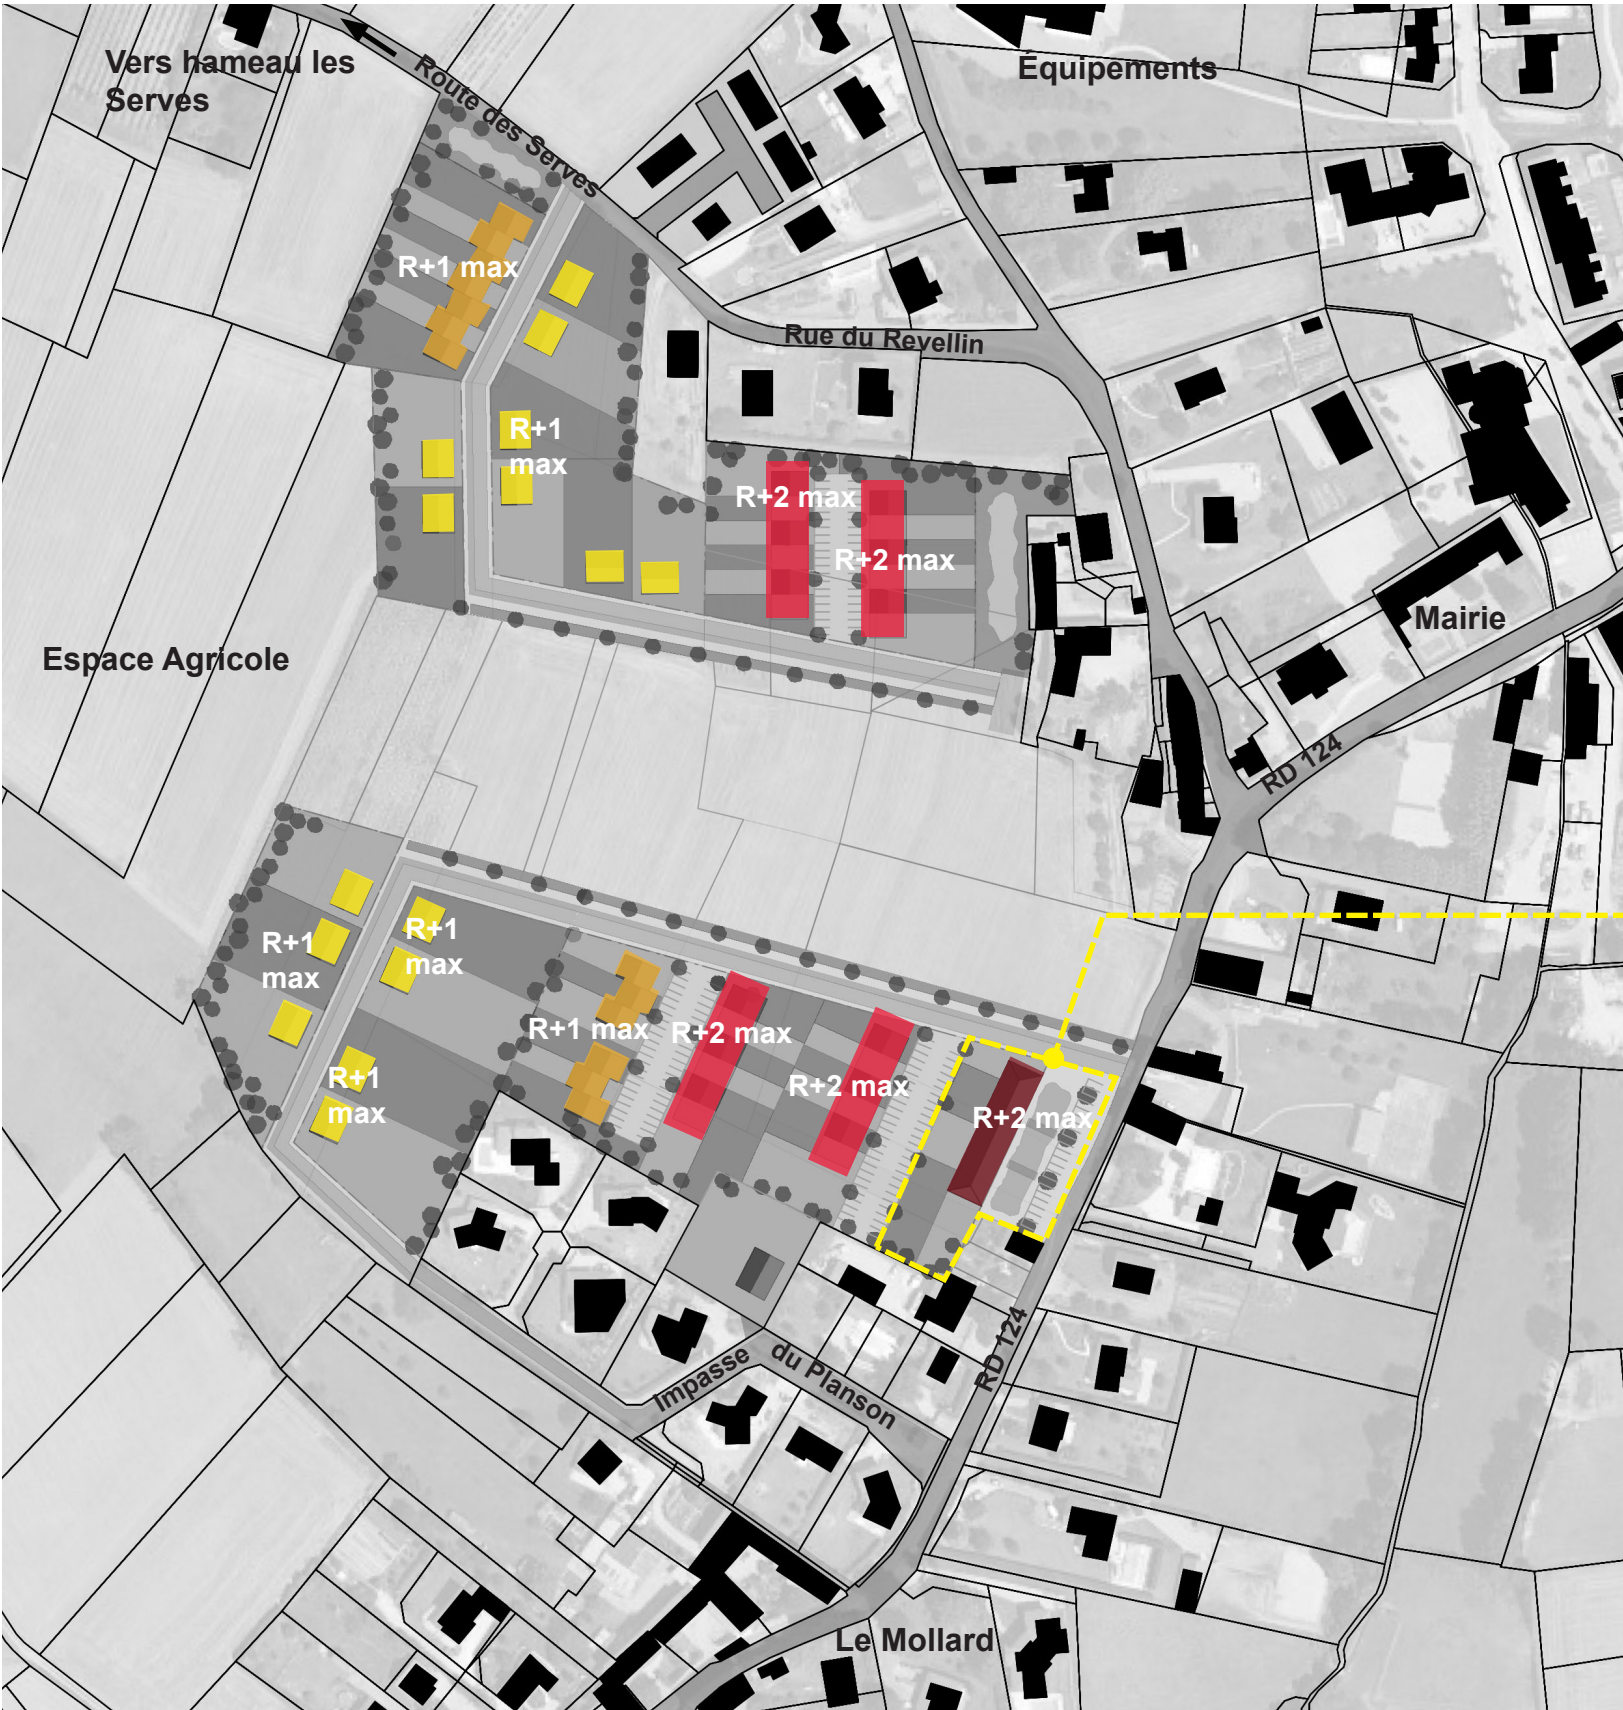 Vers hameau les
Serves
Route des Serves
Équipements
R+1 max
Rue du Revellin
R+1
max
R+2 max
R+2 max
Mairie
Espace Agricole
RD 124
R+1
max
R+1
max
R+1 max
R+2 max
R+2 max
R+1
max
R+2 max
RD 124
Impasse du Planson
Le Mollard